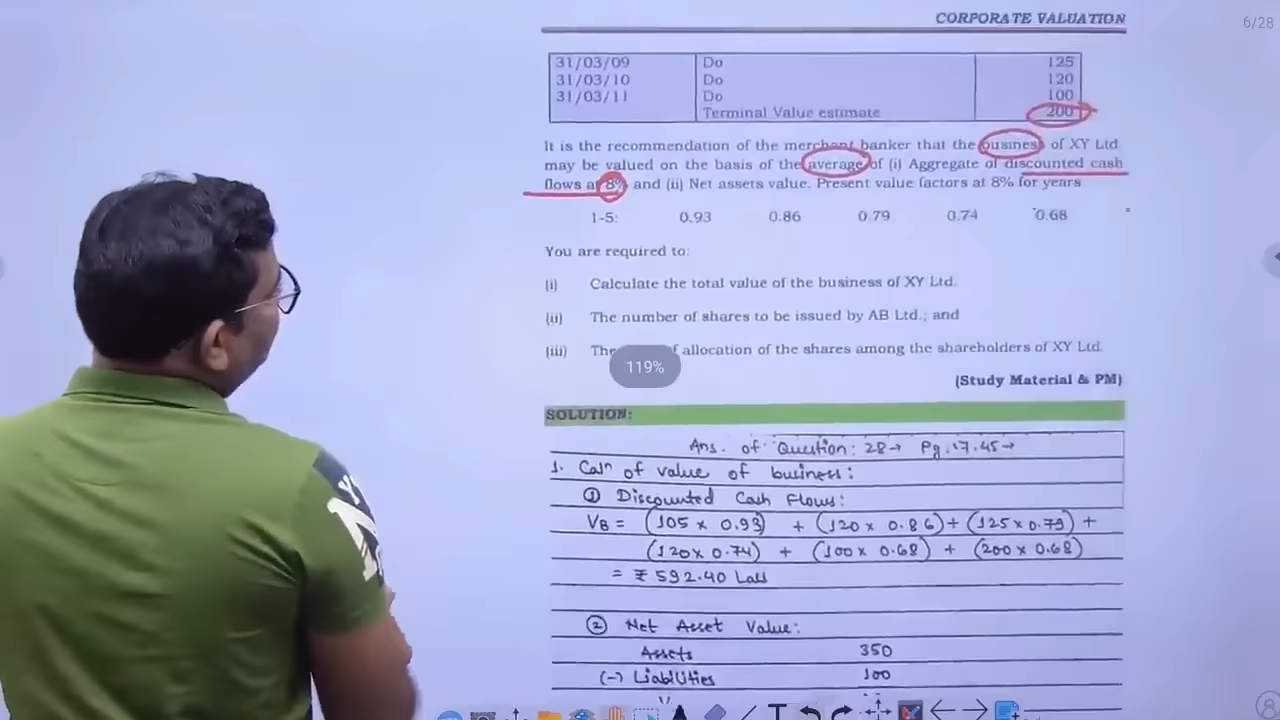 CORPORATE VALUATION
6/28
31/03/09 Do 125
31/03/10 Do 120
31/03/11 Do 100
Terminal Value estimate 200
It is the recommendation of the merchant banker that the busines of XY Ltd
may be valued on the basis of the average of (i) Aggregate of discounted cash
flows at 8% and (ii) Net assets value. Present value factors at 8% for years
1-5: 0.93 0.86 0.79 0.74 0.68
You are required to:
(i) Calculate the total value of the business of XY Ltd.
(ii) The number of shares to be issued by AB Ltd.; and
(iii) The of allocation of the shares among the shareholders of XY Ltd.
119%
(Study Material & PM)
SOLUTION:
Ans. of Question: 28→ Pg.17.45→
1. Calⁿ of value of business:
① Discounted Cash Flows:
VB = (105 x 0.93) + (120 x 0.86) + (125 x 0.79) +
(120 x 0.74) + (100 x 0.68) + (200 x 0.68)
= ₹ 592.40 Lakh
② Net Asset Value:
Assets 350
(-) Liabilities 100